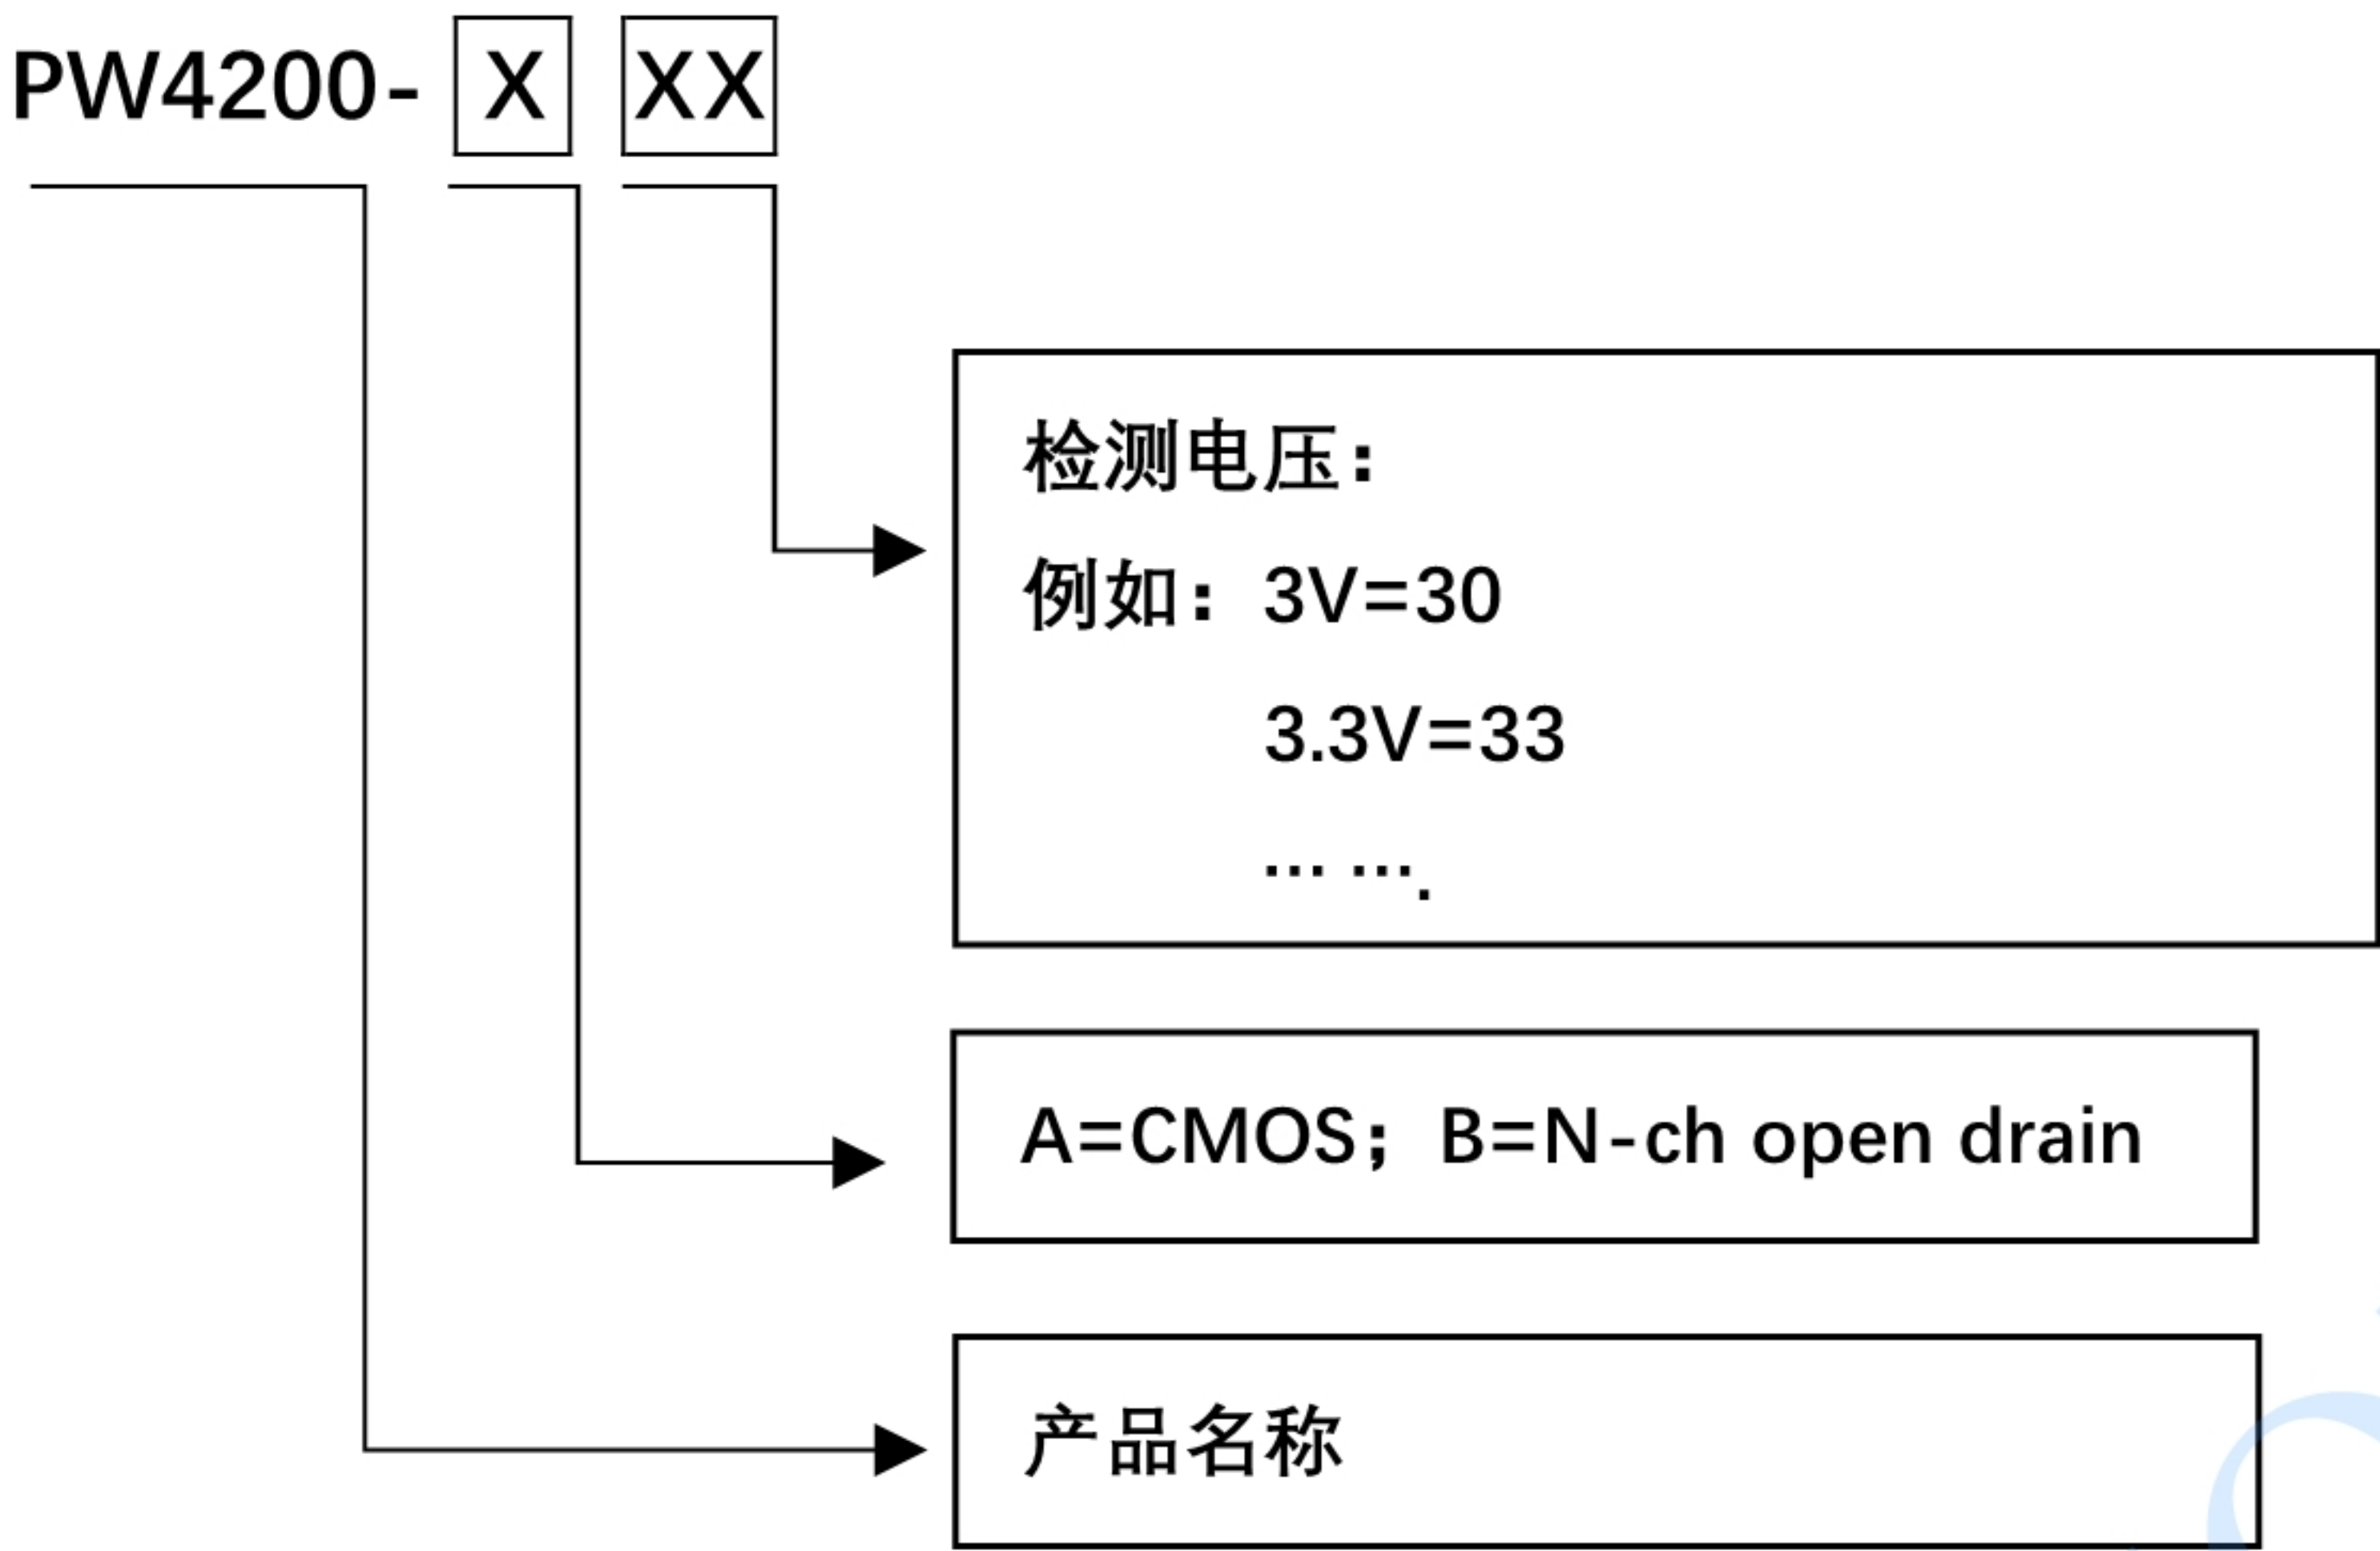 PW4200- X XX
检测电压:
例如: 3V=30
3.3V=33
... ....
A=CMOS; B=N-ch open drain
产品名称